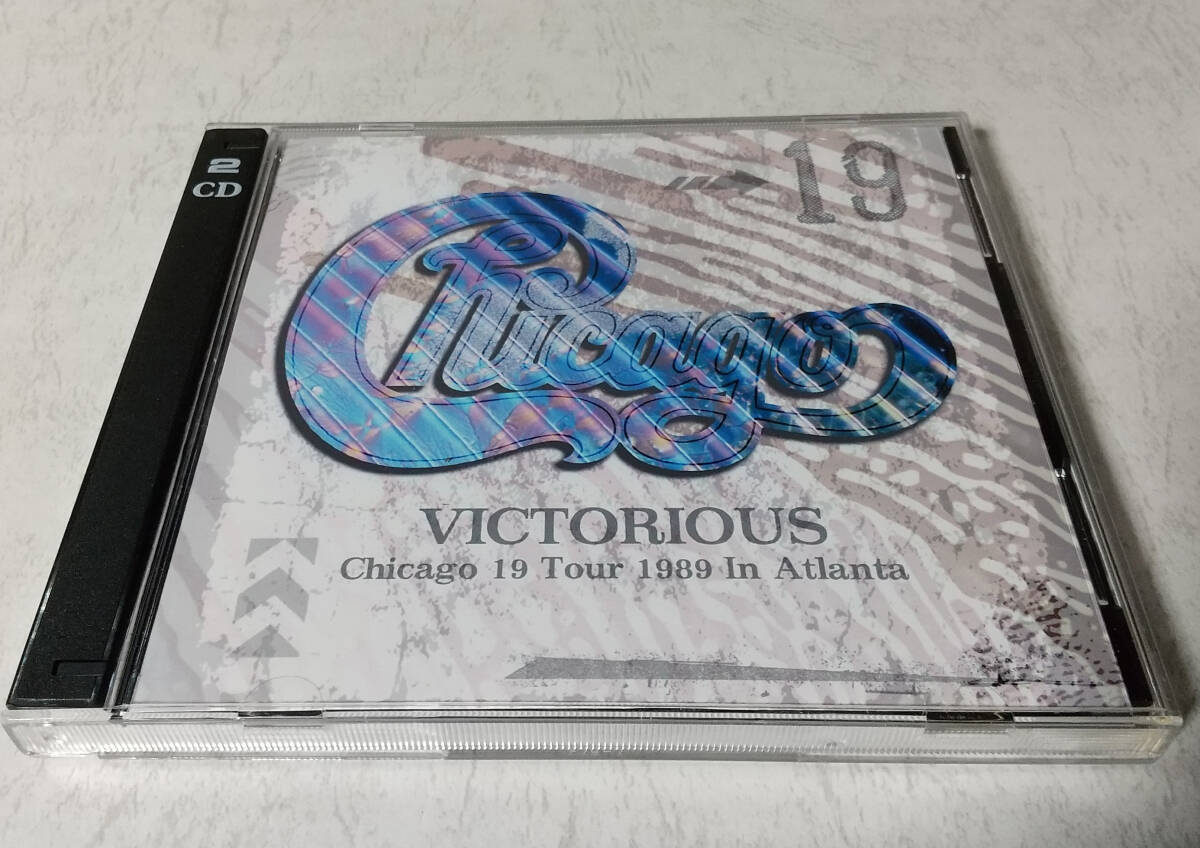 2
CD
19
Chicago
VICTORIOUS
Chicago 19 Tour 1989 In Atlanta